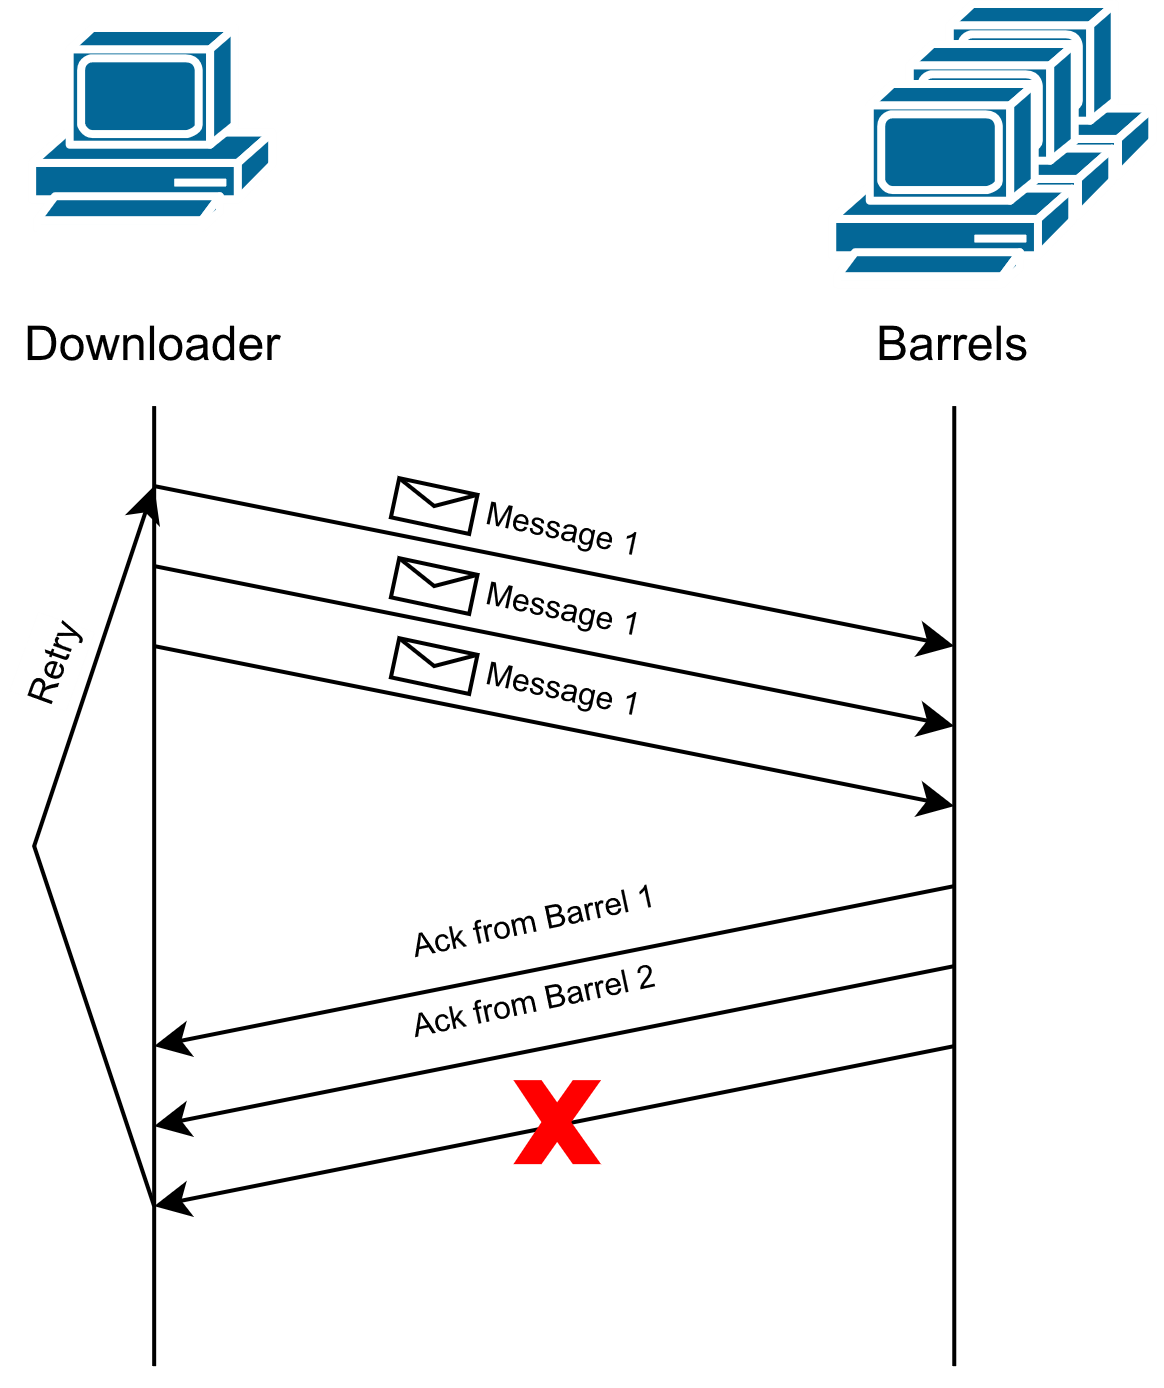 Downloader
Barrels
Message 1
Message 1
Message 1
Retry
Ack from Barrel 1
Ack from Barrel 2